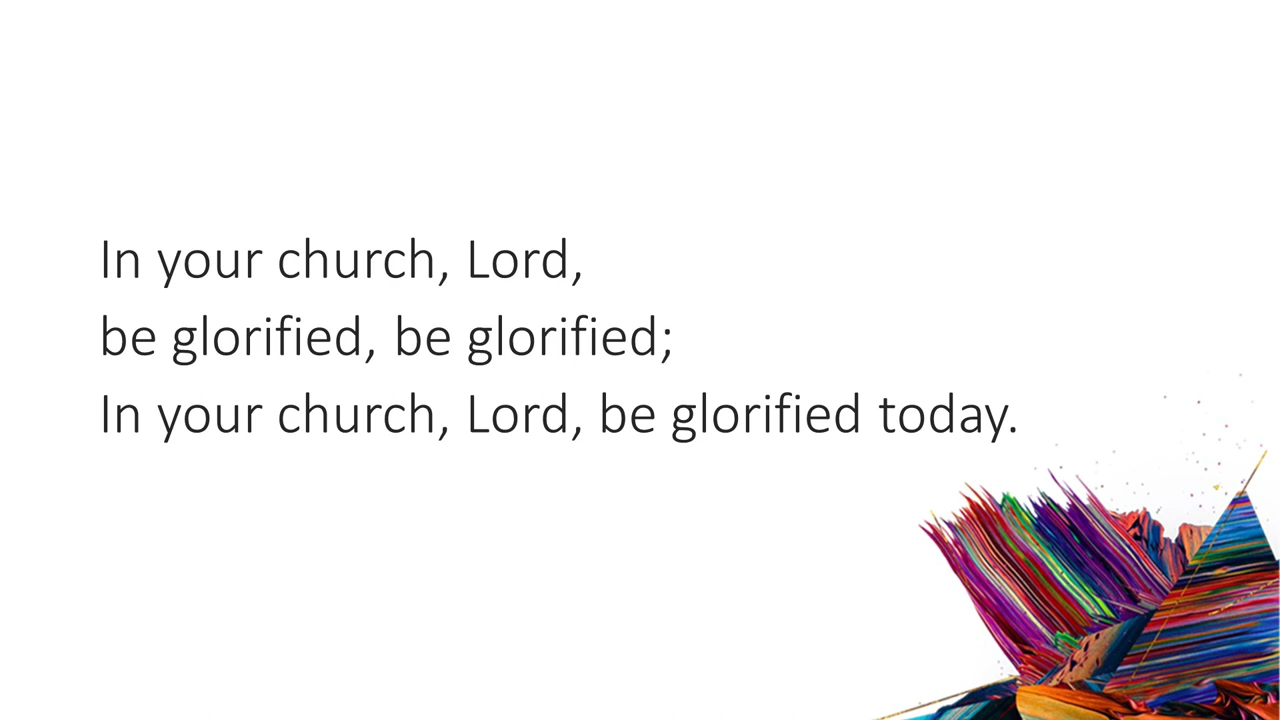 In your church, Lord,
be glorified, be glorified;
In your church, Lord, be glorified today.